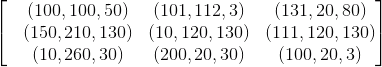 (100, 100, 50) (101, 112, 3) (131, 20, 80)
(150, 210, 130) (10, 120, 130) (111, 120, 130)
(10, 260, 30) (200, 20, 30) (100, 20, 3)